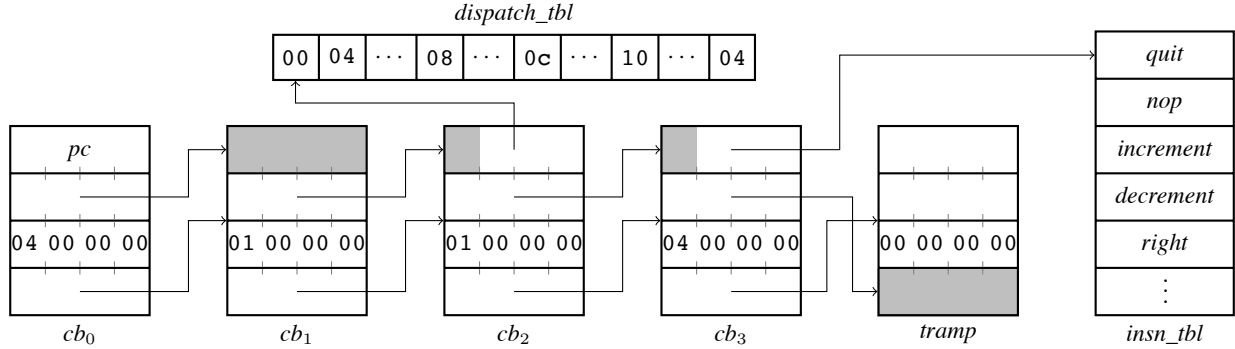 dispatch_tbl
00 04 ··· 08 ··· 0c ··· 10 ··· 04
quit
nop
pc
increment
decrement
04 00 00 00 01 00 00 00 01 00 00 00 04 00 00 00 00 00 00 00 right
⋮
cb₀ cb₁ cb₂ cb₃ tramp insn_tbl